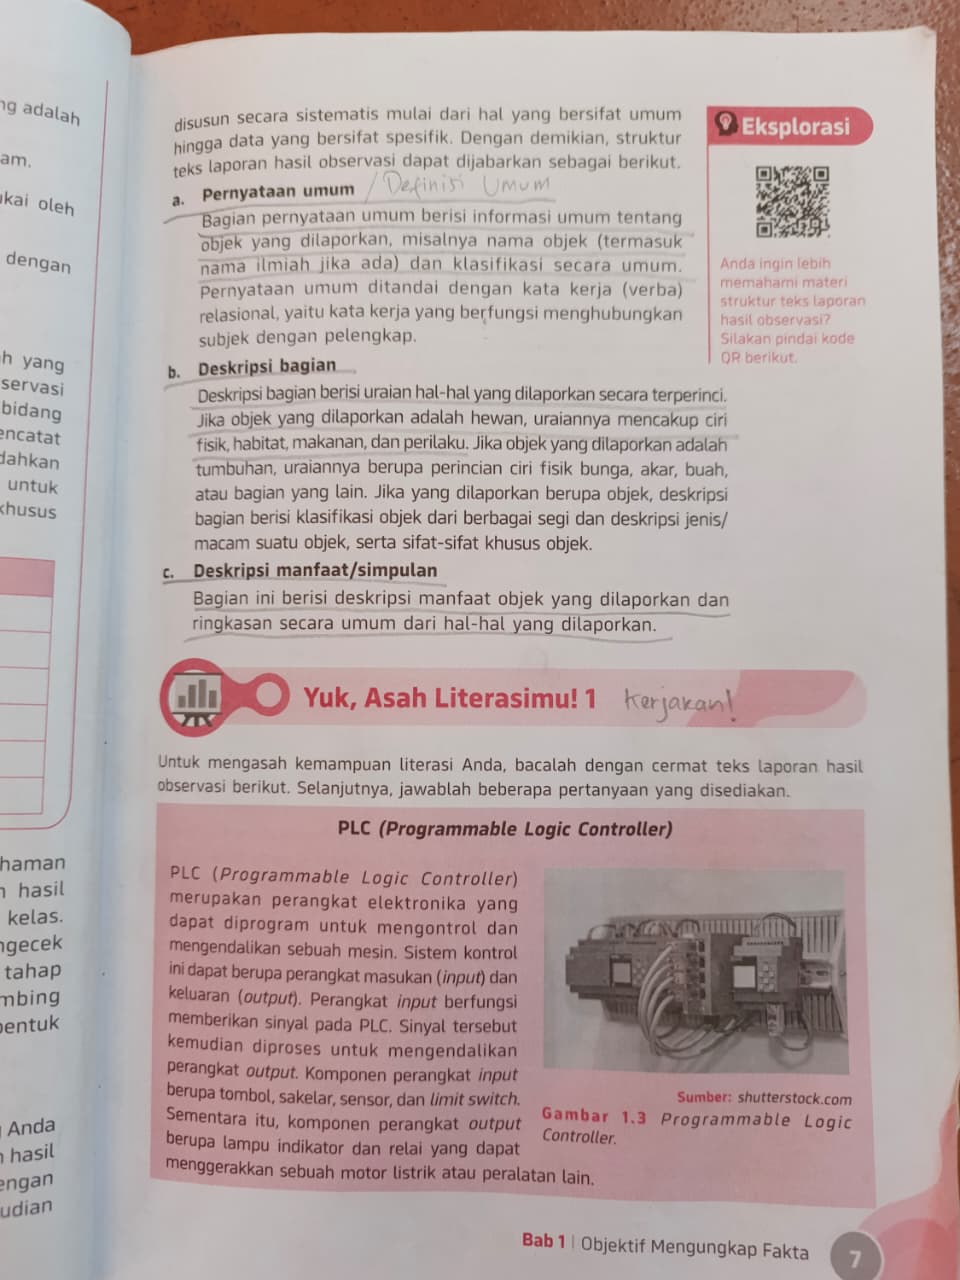 ng adalah
am.
ukai oleh
dengan
h yang
servasi
bidang
encatat
dahkan
untuk
khusus
haman
n hasil
kelas.
ngecek
tahap
mbing
bentuk
Anda
hasil
engan
udian
disusun secara sistematis mulai dari hal yang bersifat umum
hingga data yang bersifat spesifik. Dengan demikian, struktur
teks laporan hasil observasi dapat dijabarkan sebagai berikut.
a. Pernyataan umum / Definisi Umum
Bagian pernyataan umum berisi informasi umum tentang
objek yang dilaporkan, misalnya nama objek (termasuk
nama ilmiah jika ada) dan klasifikasi secara umum.
Pernyataan umum ditandai dengan kata kerja (verba)
relasional, yaitu kata kerja yang berfungsi menghubungkan
subjek dengan pelengkap.
b. Deskripsi bagian
Deskripsi bagian berisi uraian hal-hal yang dilaporkan secara terperinci.
Jika objek yang dilaporkan adalah hewan, uraiannya mencakup ciri
fisik, habitat, makanan, dan perilaku. Jika objek yang dilaporkan adalah
tumbuhan, uraiannya berupa perincian ciri fisik bunga, akar, buah,
atau bagian yang lain. Jika yang dilaporkan berupa objek, deskripsi
bagian berisi klasifikasi objek dari berbagai segi dan deskripsi jenis/
macam suatu objek, serta sifat-sifat khusus objek.
c. Deskripsi manfaat/simpulan
Bagian ini berisi deskripsi manfaat objek yang dilaporkan dan
ringkasan secara umum dari hal-hal yang dilaporkan.
Eksplorasi
Anda ingin lebih
memahami materi
struktur teks laporan
hasil observasi?
Silakan pindai kode
QR berikut.
Yuk, Asah Literasimu! 1 Kerjakan!
Untuk mengasah kemampuan literasi Anda, bacalah dengan cermat teks laporan hasil
observasi berikut. Selanjutnya, jawablah beberapa pertanyaan yang disediakan.
PLC (Programmable Logic Controller)
PLC (Programmable Logic Controller)
merupakan perangkat elektronika yang
dapat diprogram untuk mengontrol dan
mengendalikan sebuah mesin. Sistem kontrol
ini dapat berupa perangkat masukan (input) dan
keluaran (output). Perangkat input berfungsi
memberikan sinyal pada PLC. Sinyal tersebut
kemudian diproses untuk mengendalikan
perangkat output. Komponen perangkat input
berupa tombol, sakelar, sensor, dan limit switch.
Sementara itu, komponen perangkat output
berupa lampu indikator dan relai yang dapat
menggerakkan sebuah motor listrik atau peralatan lain.
Sumber: shutterstock.com
Gambar 1.3 Programmable Logic
Controller.
Bab 1 | Objektif Mengungkap Fakta 7